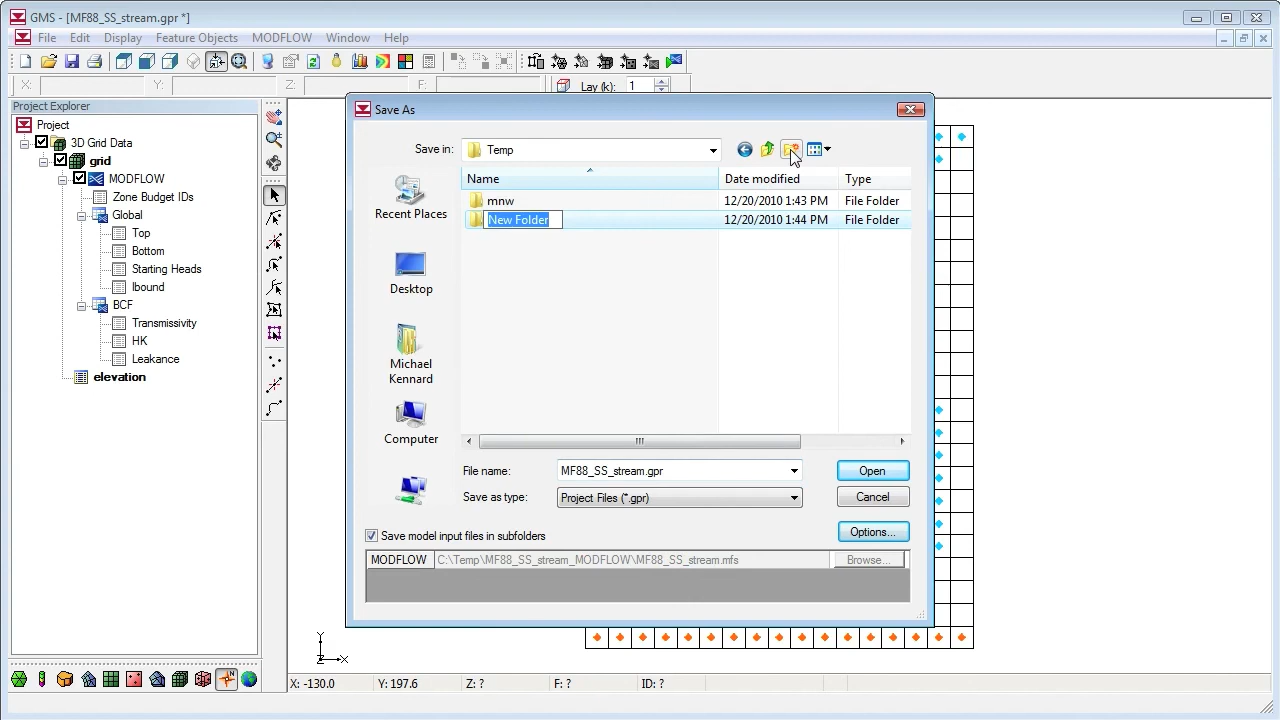 GMS - [MF88_SS_stream.gpr *]
File Edit Display Feature Objects MODFLOW Window Help
X: Y: Z: F: Lay (k): 1
Project Explorer
Project
3D Grid Data
grid
MODFLOW
Zone Budget IDs
Global
Top
Bottom
Starting Heads
Ibound
BCF
Transmissivity
HK
Leakance
elevation
Save As
Save in: Temp
Recent Places
Desktop
Michael
Kennard
Computer
Name Date modified Type
mnw 12/20/2010 1:43 PM File Folder
New Folder 12/20/2010 1:44 PM File Folder
File name: MF88_SS_stream.gpr Open
Save as type: Project Files (*.gpr) Cancel
Options...
Save model input files in subfolders
MODFLOW C:\Temp\MF88_SS_stream_MODFLOW\MF88_SS_stream.mfs Browse...
Y
Z X
X: -130.0 Y: 197.6 Z: ? F: ? ID: ?